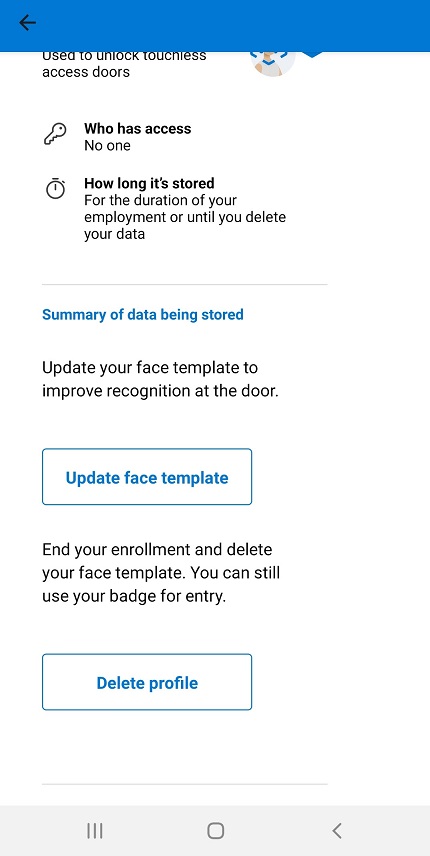 Used to unlock touchless
access doors
Who has access
No one
How long it's stored
For the duration of your
employment or until you delete
your data
Summary of data being stored
Update your face template to
improve recognition at the door.
Update face template
End your enrollment and delete
your face template. You can still
use your badge for entry.
Delete profile